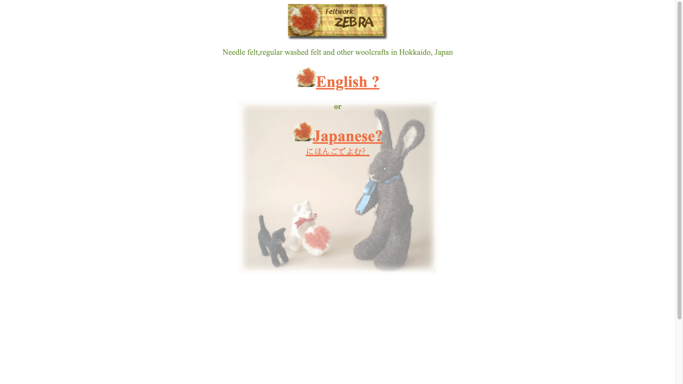 feltwork
ZEBRA
Needle felt,regular washed felt and other woolcrafts in Hokkaido, Japan
English ?
or
Japanese?
にほんごでよむ？